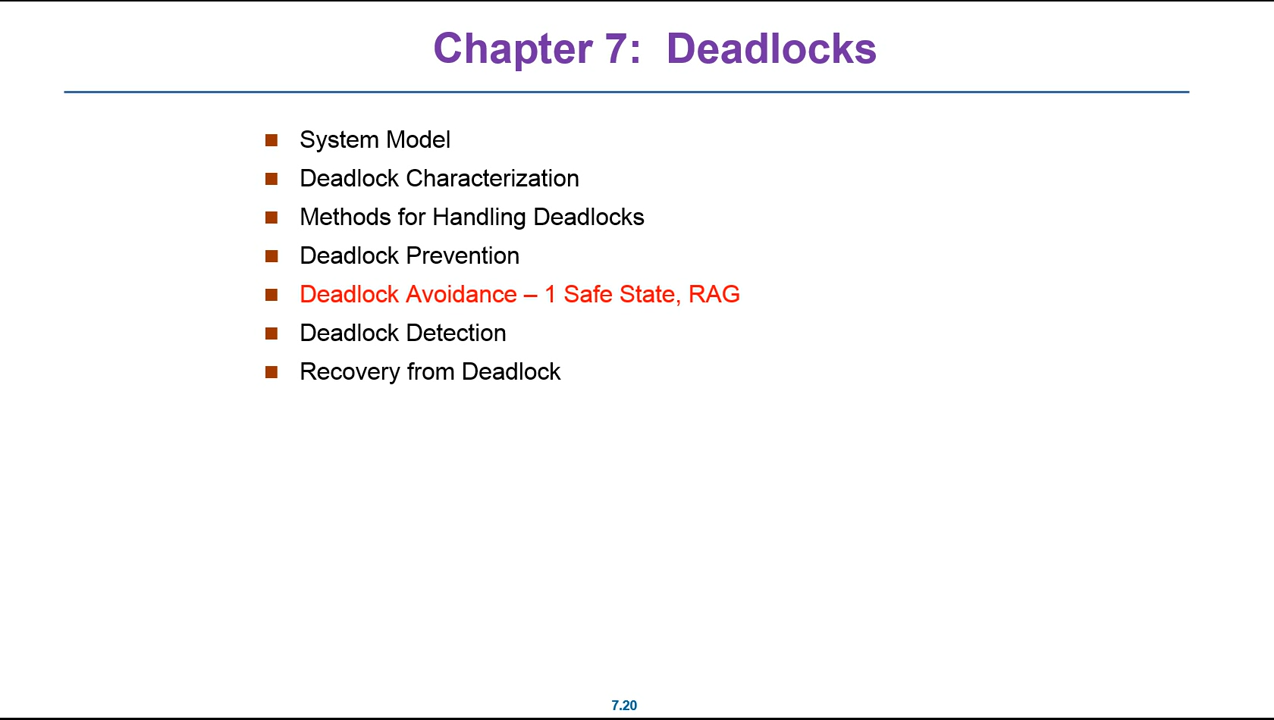 Chapter 7: Deadlocks
System Model
Deadlock Characterization
Methods for Handling Deadlocks
Deadlock Prevention
Deadlock Avoidance – 1 Safe State, RAG
Deadlock Detection
Recovery from Deadlock
7.20